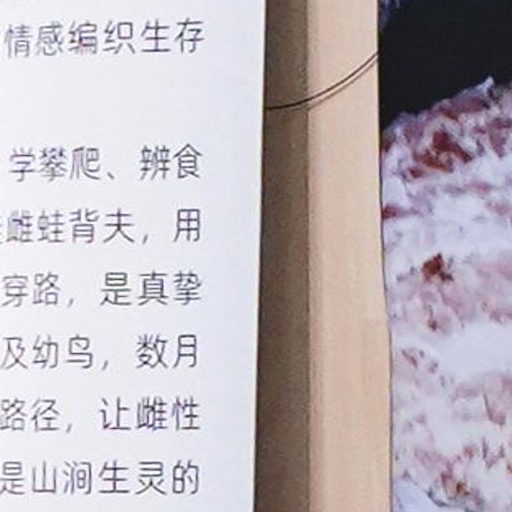 情感编织生存
学攀爬、辨食
雌蛙背夫，用
穿路，是真挚
及幼鸟，数月
路径，让雌性
是山涧生灵的